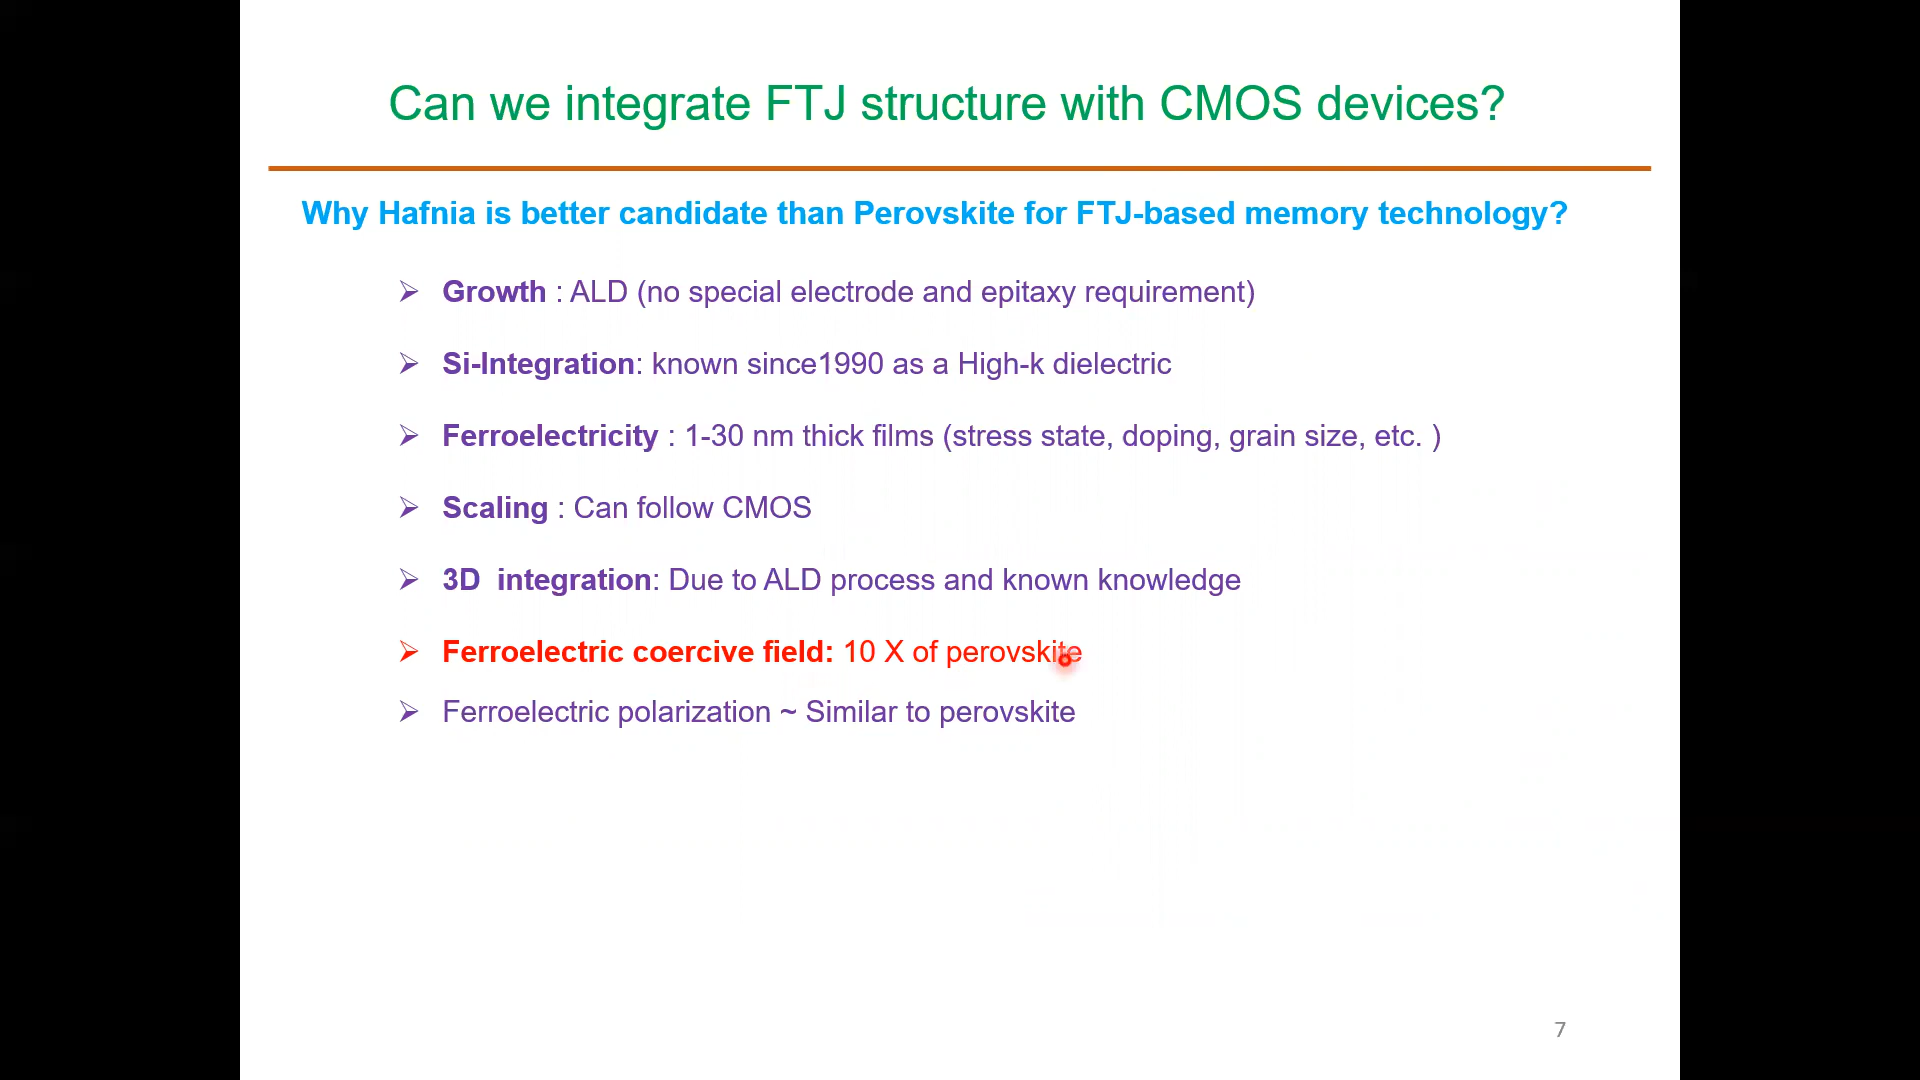 Can we integrate FTJ structure with CMOS devices?
Why Hafnia is better candidate than Perovskite for FTJ-based memory technology?
➢ Growth : ALD (no special electrode and epitaxy requirement)
➢ Si-Integration: known since1990 as a High-k dielectric
➢ Ferroelectricity : 1-30 nm thick films (stress state, doping, grain size, etc. )
➢ Scaling : Can follow CMOS
➢ 3D  integration: Due to ALD process and known knowledge
➢ Ferroelectric coercive field: 10 X of perovskite
➢ Ferroelectric polarization ~ Similar to perovskite
7